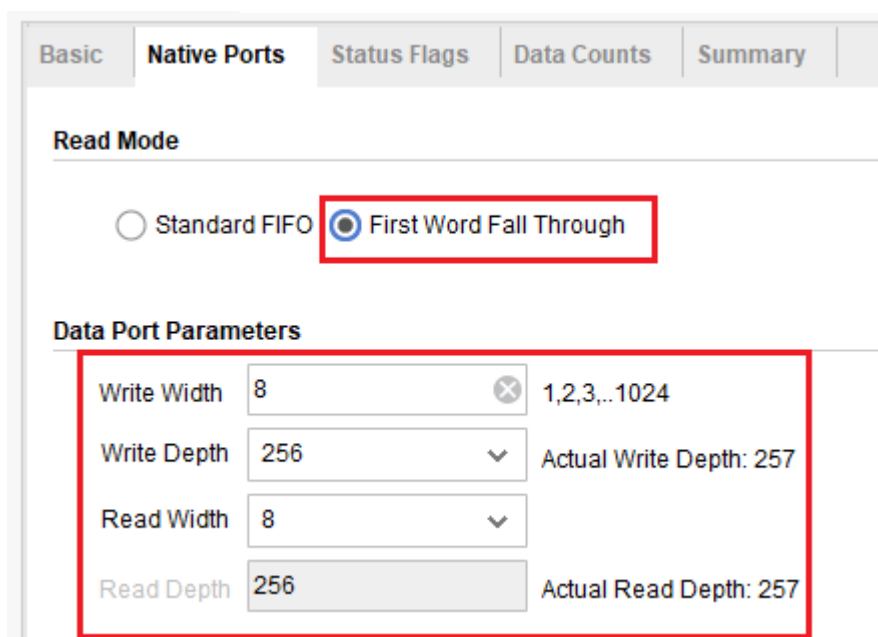 Basic Native Ports Status Flags Data Counts Summary
Read Mode
Standard FIFO First Word Fall Through
Data Port Parameters
Write Width 8 1,2,3,..1024
Write Depth 256 Actual Write Depth: 257
Read Width 8
Read Depth 256 Actual Read Depth: 257